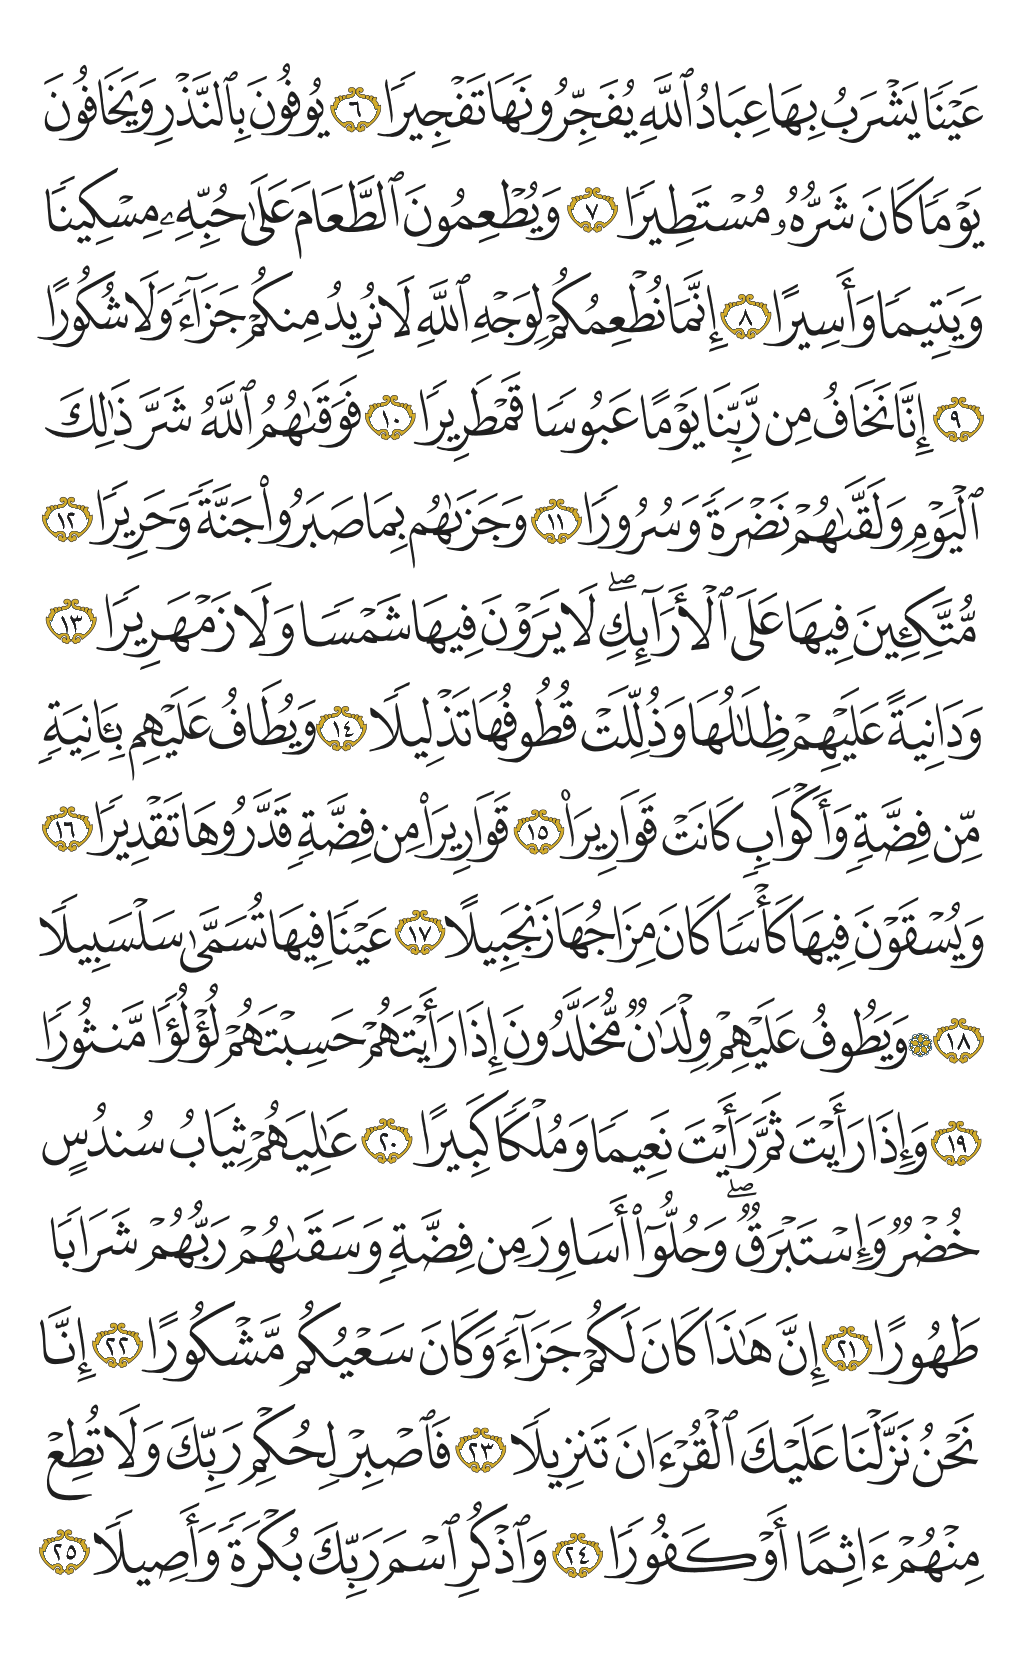 عَيْنًا يَشْرَبُ بِهَا عِبَادُ ٱللَّهِ يُفَجِّرُونَهَا تَفْجِيرًا ٦ يُوفُونَ بِٱلنَّذْرِ وَيَخَافُونَ
يَوْمًا كَانَ شَرُّهُۥ مُسْتَطِيرًا ٧ وَيُطْعِمُونَ ٱلطَّعَامَ عَلَىٰ حُبِّهِۦ مِسْكِينًا
وَيَتِيمًا وَأَسِيرًا ٨ إِنَّمَا نُطْعِمُكُمْ لِوَجْهِ ٱللَّهِ لَا نُرِيدُ مِنكُمْ جَزَآءً وَلَا شُكُورًا
٩ إِنَّا نَخَافُ مِن رَّبِّنَا يَوْمًا عَبُوسًا قَمْطَرِيرًا ١٠ فَوَقَىٰهُمُ ٱللَّهُ شَرَّ ذَٰلِكَ
ٱلْيَوْمِ وَلَقَّىٰهُمْ نَضْرَةً وَسُرُورًا ١١ وَجَزَىٰهُم بِمَا صَبَرُوا۟ جَنَّةً وَحَرِيرًا ١٢
مُّتَّكِـِٔينَ فِيهَا عَلَى ٱلْأَرَآئِكِ ۖ لَا يَرَوْنَ فِيهَا شَمْسًا وَلَا زَمْهَرِيرًا ١٣
وَدَانِيَةً عَلَيْهِمْ ظِلَـٰلُهَا وَذُلِّلَتْ قُطُوفُهَا تَذْلِيلًا ١٤ وَيُطَافُ عَلَيْهِم بِـَٔانِيَةٍ
مِّن فِضَّةٍ وَأَكْوَابٍ كَانَتْ قَوَارِيرَا۠ ١٥ قَوَارِيرَا۟ مِن فِضَّةٍ قَدَّرُوهَا تَقْدِيرًا ١٦
وَيُسْقَوْنَ فِيهَا كَأْسًا كَانَ مِزَاجُهَا زَنجَبِيلًا ١٧ عَيْنًا فِيهَا تُسَمَّىٰ سَلْسَبِيلًا
١٨ ۞ وَيَطُوفُ عَلَيْهِمْ وِلْدَٰنٌ مُّخَلَّدُونَ إِذَا رَأَيْتَهُمْ حَسِبْتَهُمْ لُؤْلُؤًا مَّنثُورًا
١٩ وَإِذَا رَأَيْتَ ثَمَّ رَأَيْتَ نَعِيمًا وَمُلْكًا كَبِيرًا ٢٠ عَـٰلِيَهُمْ ثِيَابُ سُندُسٍ
خُضْرٌ وَإِسْتَبْرَقٌ ۖ وَحُلُّوٓا۟ أَسَاوِرَ مِن فِضَّةٍ وَسَقَىٰهُمْ رَبُّهُمْ شَرَابًا
طَهُورًا ٢١ إِنَّ هَـٰذَا كَانَ لَكُمْ جَزَآءً وَكَانَ سَعْيُكُم مَّشْكُورًا ٢٢ إِنَّا
نَحْنُ نَزَّلْنَا عَلَيْكَ ٱلْقُرْءَانَ تَنزِيلًا ٢٣ فَٱصْبِرْ لِحُكْمِ رَبِّكَ وَلَا تُطِعْ
مِنْهُمْ ءَاثِمًا أَوْ كَفُورًا ٢٤ وَٱذْكُرِ ٱسْمَ رَبِّكَ بُكْرَةً وَأَصِيلًا ٢٥